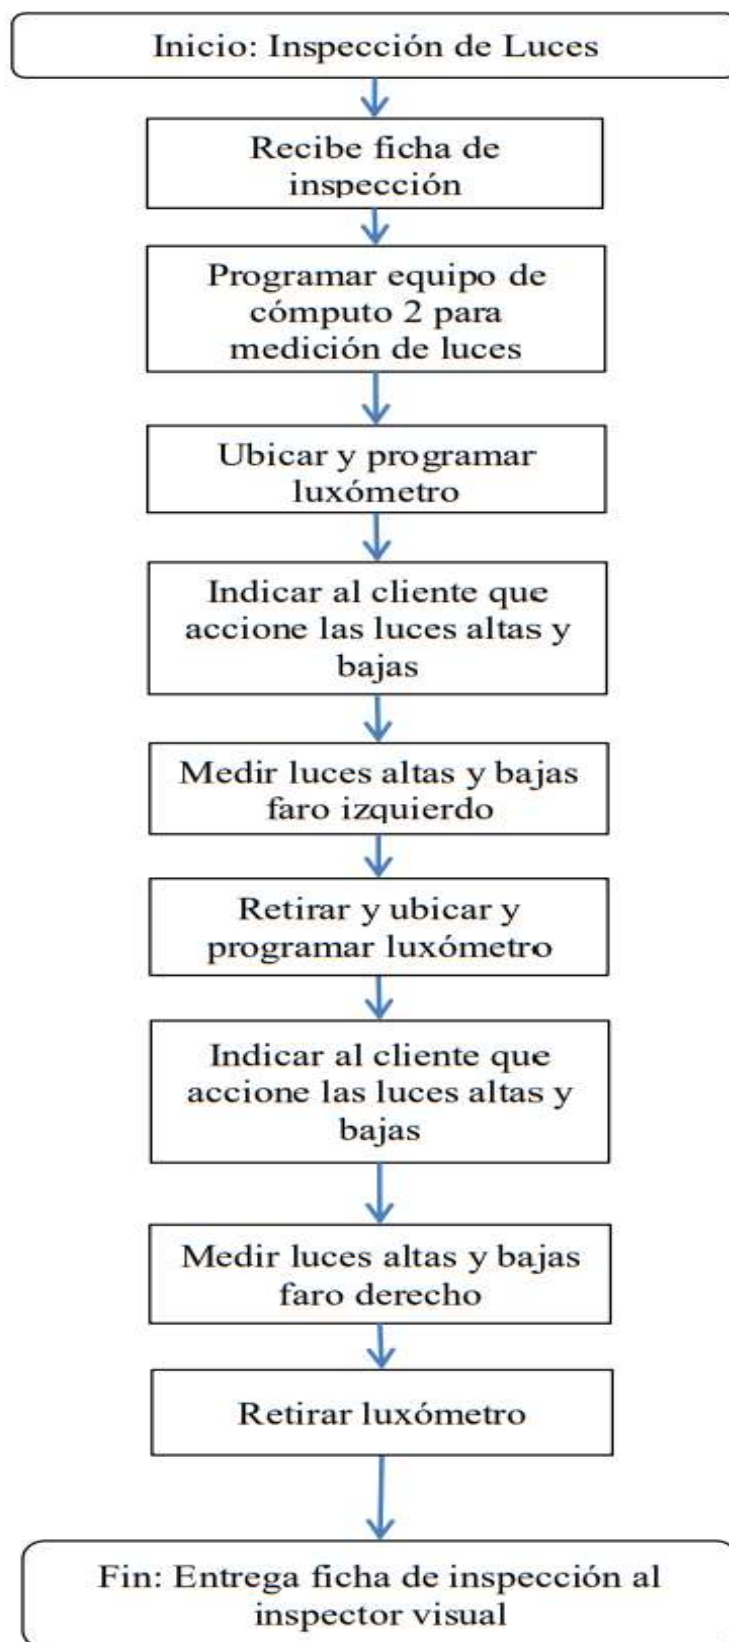 Inicio: Inspección de Luces
Recibe ficha de
inspección
Programar equipo de
cómputo 2 para
medición de luces
Ubicar y programar
luxómetro
Indicar al cliente que
accione las luces altas y
bajas
Medir luces altas y bajas
faro izquierdo
Retirar y ubicar y
programar luxómetro
Indicar al cliente que
accione las luces altas y
bajas
Medir luces altas y bajas
faro derecho
Retirar luxómetro
Fin: Entrega ficha de inspección al
inspector visual